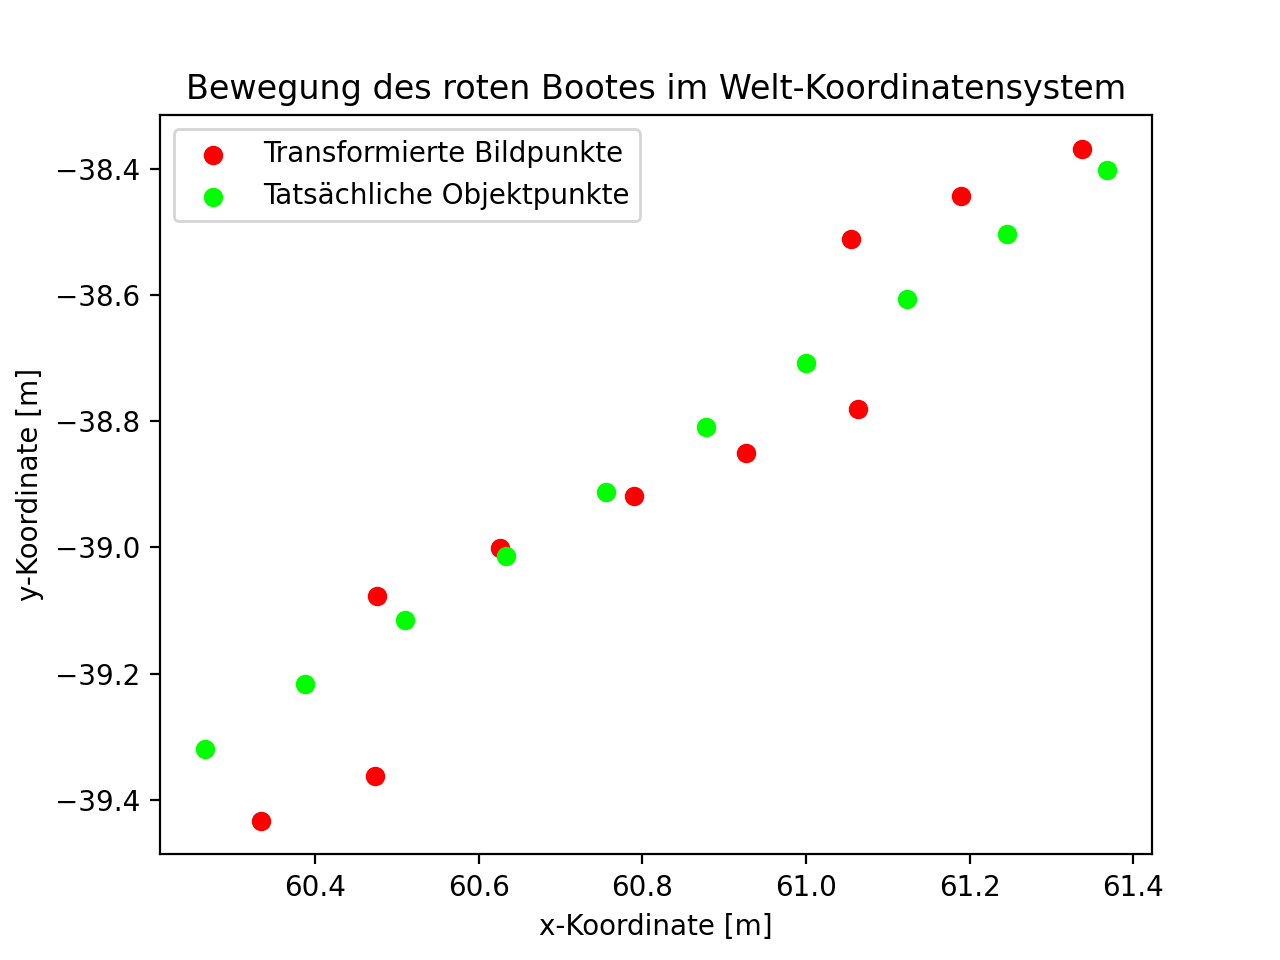 Bewegung des roten Bootes im Welt-Koordinatensystem
Transformierte Bildpunkte
Tatsächliche Objektpunkte
y-Koordinate [m]
−38.4
−38.6
−38.8
−39.0
−39.2
−39.4
60.4 60.6 60.8 61.0 61.2 61.4
x-Koordinate [m]